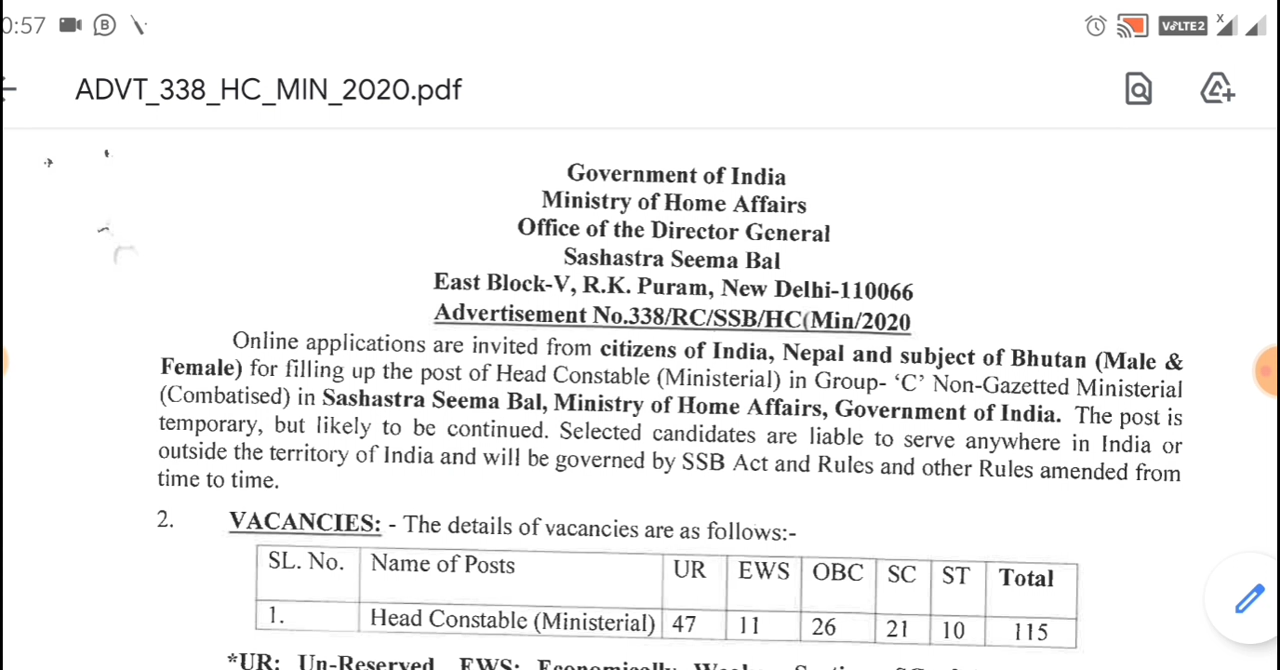 0:57 VoLTE2 X
ADVT_338_HC_MIN_2020.pdf
Government of India
Ministry of Home Affairs
Office of the Director General
Sashastra Seema Bal
East Block-V, R.K. Puram, New Delhi-110066
Advertisement No.338/RC/SSB/HC(Min/2020
Online applications are invited from citizens of India, Nepal and subject of Bhutan (Male &
Female) for filling up the post of Head Constable (Ministerial) in Group- ‘C’ Non-Gazetted Ministerial
(Combatised) in Sashastra Seema Bal, Ministry of Home Affairs, Government of India. The post is
temporary, but likely to be continued. Selected candidates are liable to serve anywhere in India or
outside the territory of India and will be governed by SSB Act and Rules and other Rules amended from
time to time.
2. VACANCIES: - The details of vacancies are as follows:-
SL. No. Name of Posts UR EWS OBC SC ST Total
1. Head Constable (Ministerial) 47 11 26 21 10 115
*UR: Un-Reserved EWS: Economically